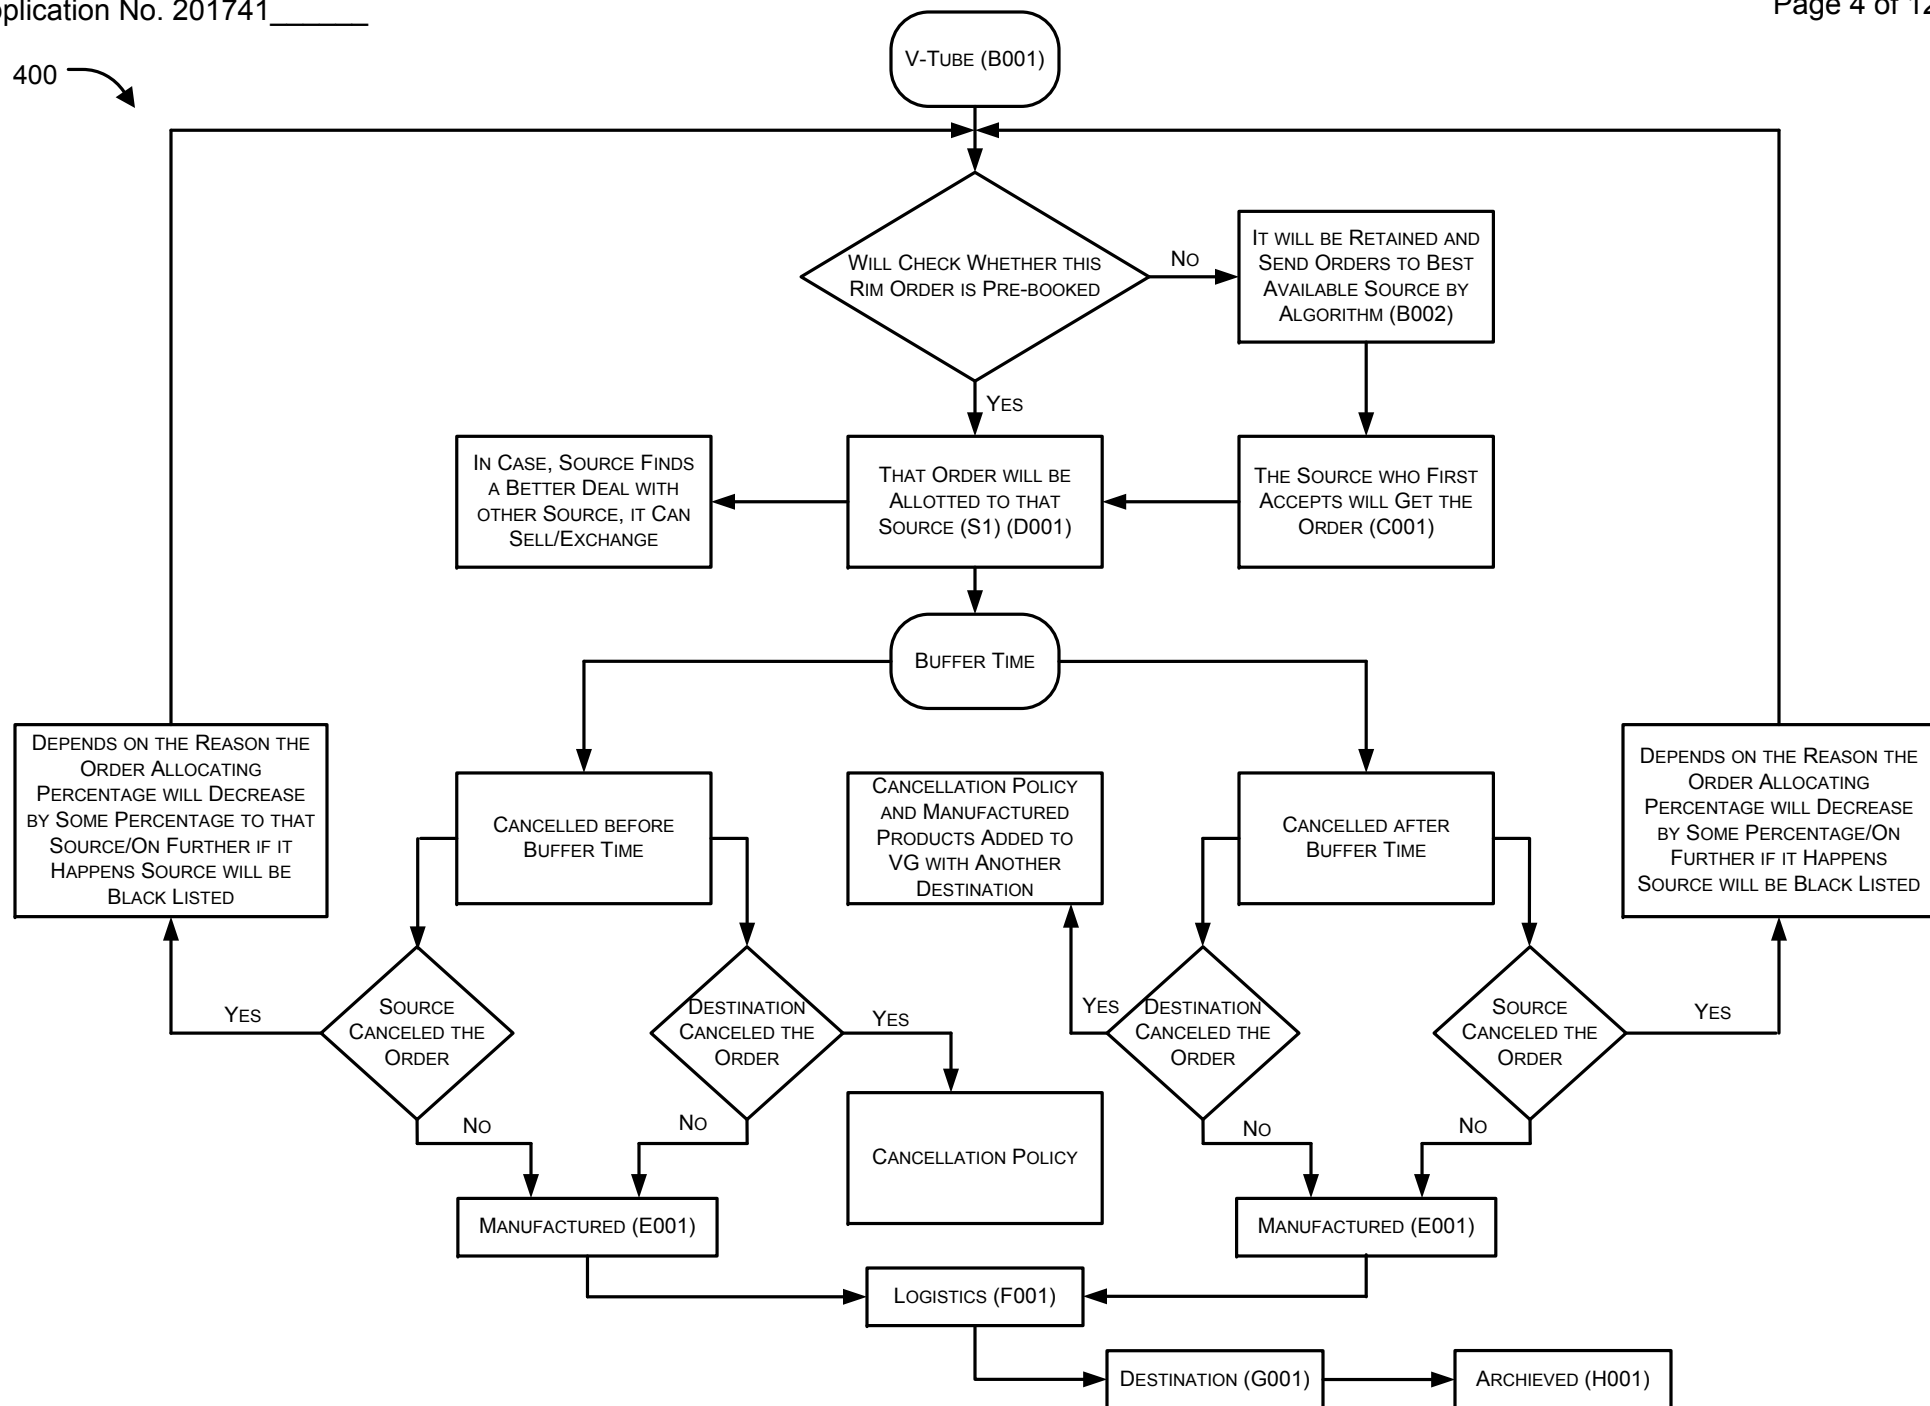 plication No. 201741______
Page 4 of 12
400
V-TUBE (B001)
WILL CHECK WHETHER THIS
RIM ORDER IS PRE-BOOKED
NO
IT WILL BE RETAINED AND
SEND ORDERS TO BEST
AVAILABLE SOURCE BY
ALGORITHM (B002)
YES
IN CASE, SOURCE FINDS
A BETTER DEAL WITH
OTHER SOURCE, IT CAN
SELL/EXCHANGE
THAT ORDER WILL BE
ALLOTTED TO THAT
SOURCE (S1) (D001)
THE SOURCE WHO FIRST
ACCEPTS WILL GET THE
ORDER (C001)
BUFFER TIME
DEPENDS ON THE REASON THE
ORDER ALLOCATING
PERCENTAGE WILL DECREASE
BY SOME PERCENTAGE TO THAT
SOURCE/ON FURTHER IF IT
HAPPENS SOURCE WILL BE
BLACK LISTED
CANCELLED BEFORE
BUFFER TIME
CANCELLATION POLICY
AND MANUFACTURED
PRODUCTS ADDED TO
VG WITH ANOTHER
DESTINATION
CANCELLED AFTER
BUFFER TIME
DEPENDS ON THE REASON THE
ORDER ALLOCATING
PERCENTAGE WILL DECREASE
BY SOME PERCENTAGE/ON
FURTHER IF IT HAPPENS
SOURCE WILL BE BLACK LISTED
YES
SOURCE
CANCELED THE
ORDER
DESTINATION
CANCELED THE
ORDER
YES
YES
DESTINATION
CANCELED THE
ORDER
SOURCE
CANCELED THE
ORDER
YES
NO
NO
NO
NO
CANCELLATION POLICY
MANUFACTURED (E001)
MANUFACTURED (E001)
LOGISTICS (F001)
DESTINATION (G001)
ARCHIEVED (H001)